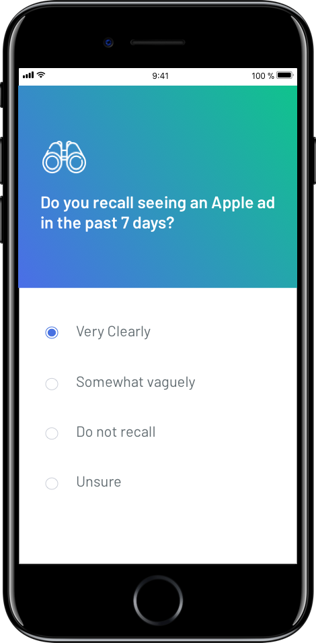 9:41
100 %
Do you recall seeing an Apple ad
in the past 7 days?
Very Clearly
Somewhat vaguely
Do not recall
Unsure